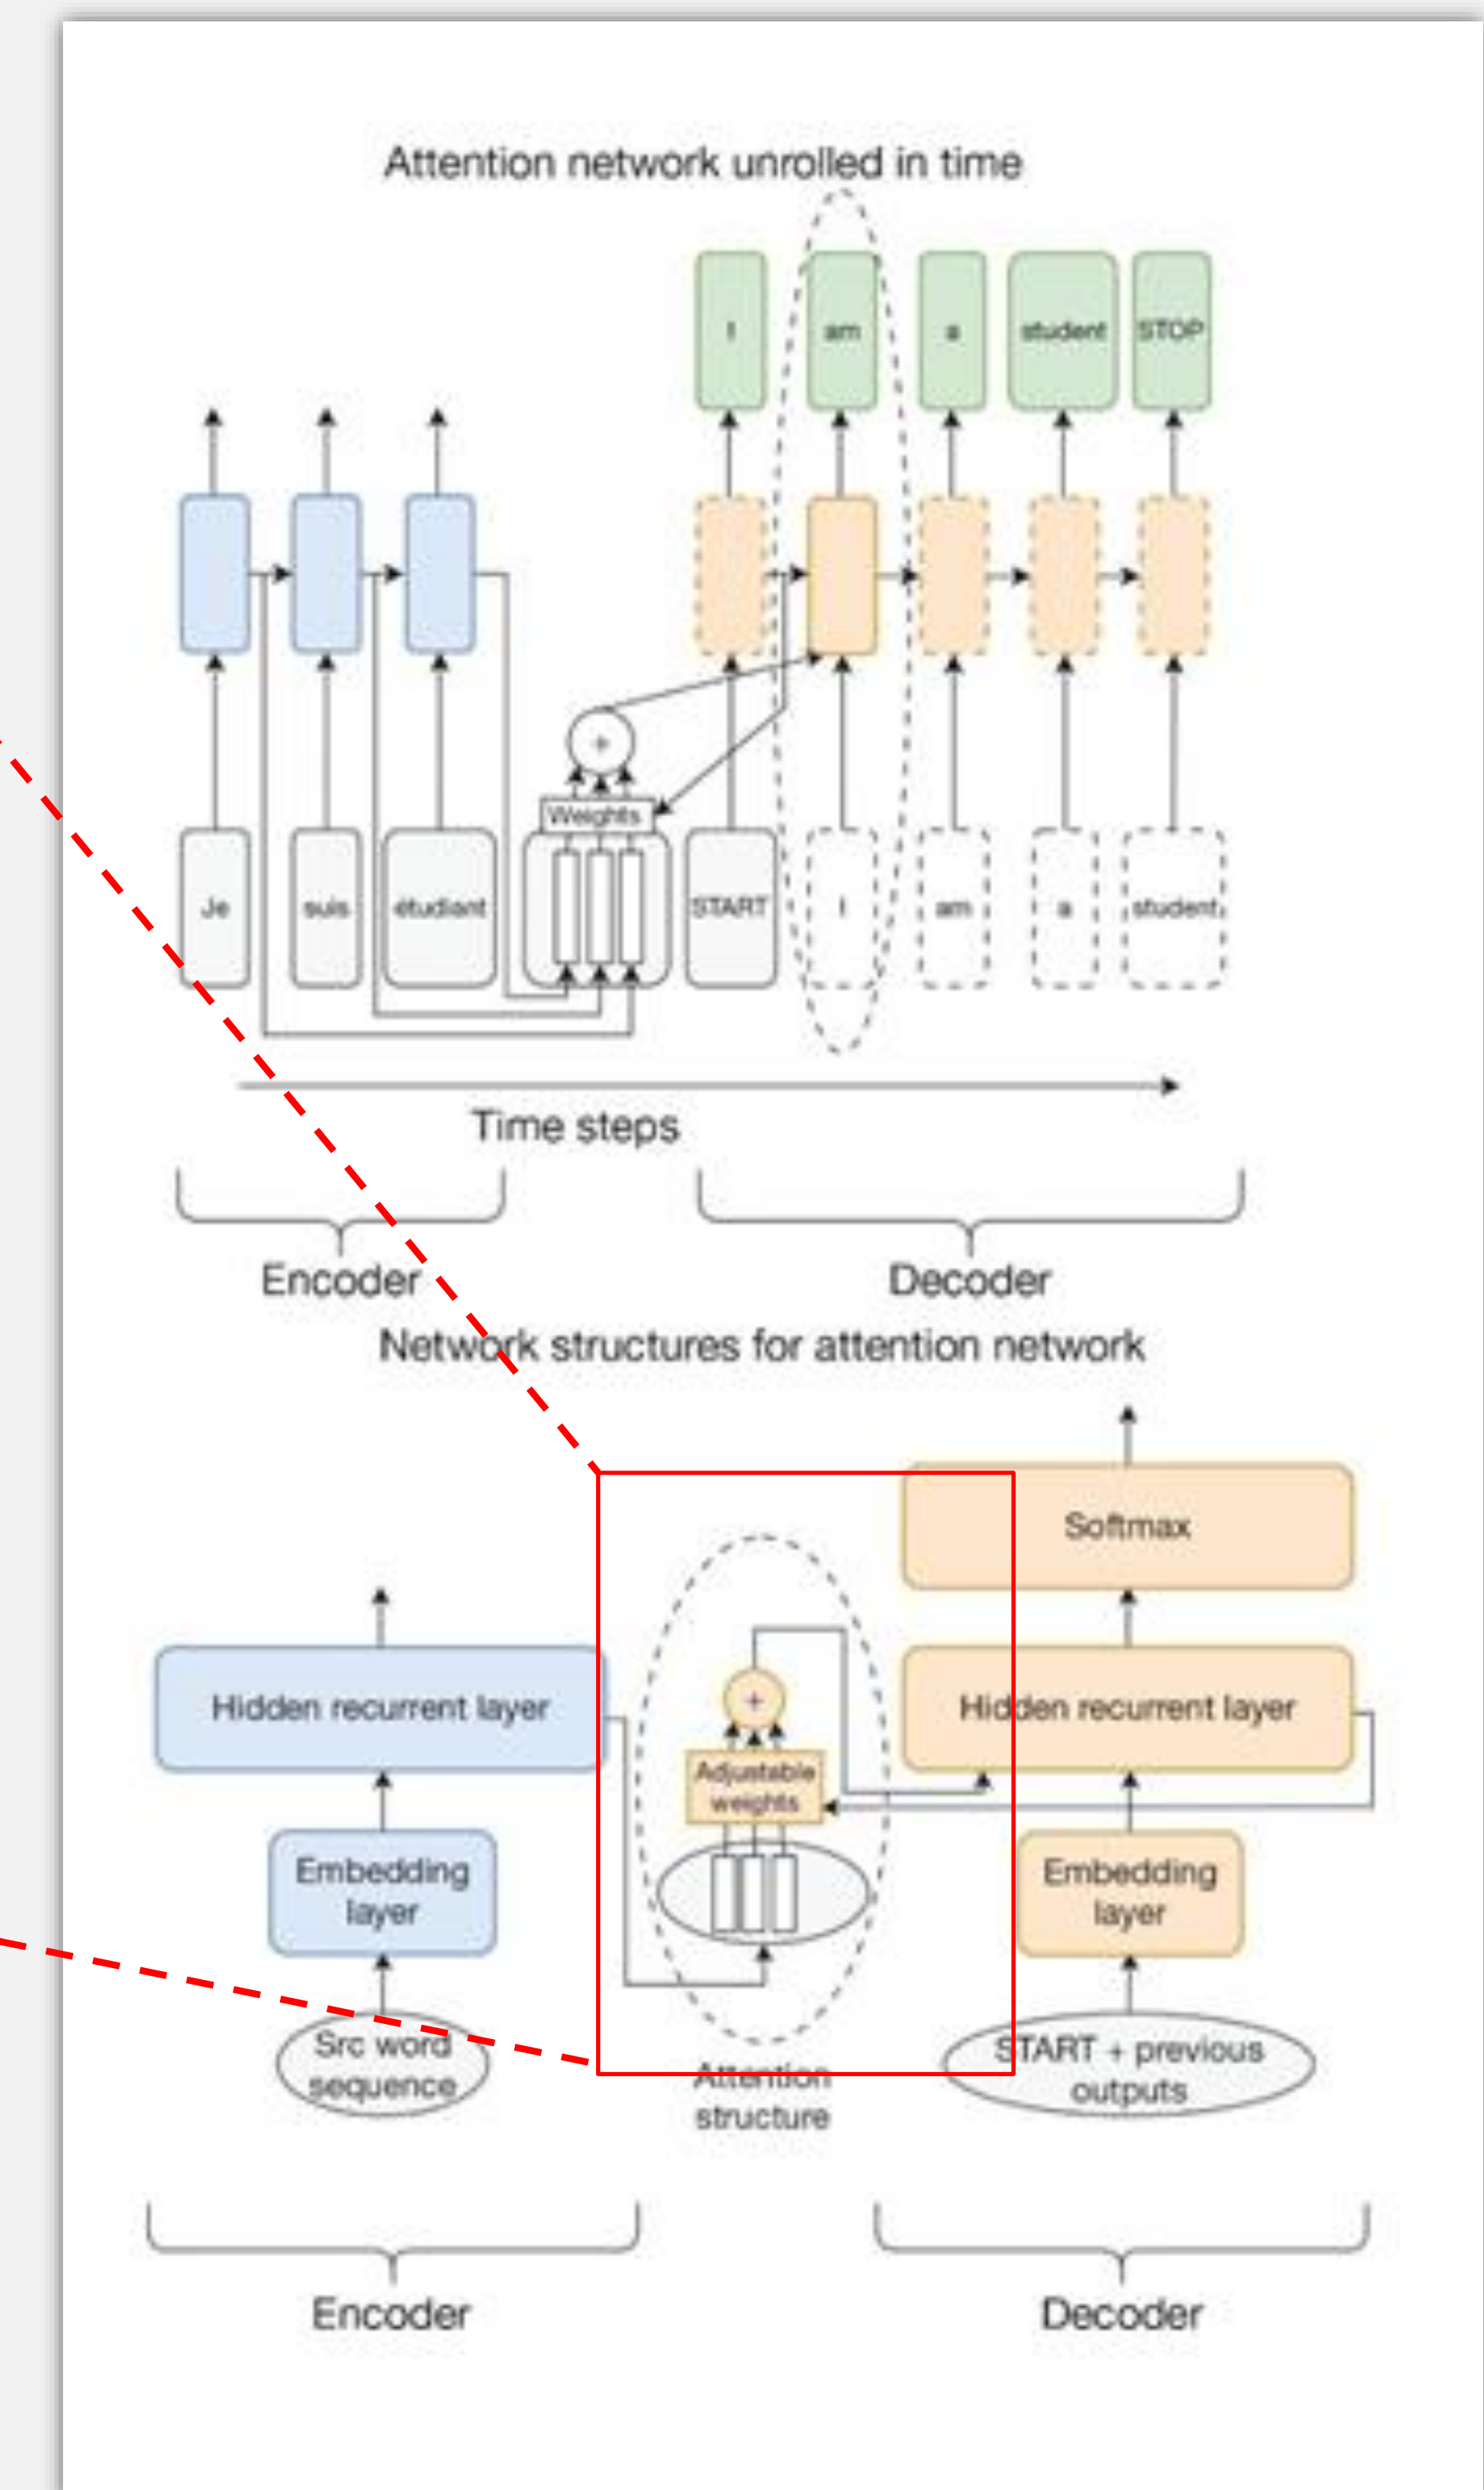 Attention network unrolled in time
I am a student STOP
Weights
Je suis étudiant START I am a student
Time steps
Encoder Decoder
Network structures for attention network
Softmax
Hidden recurrent layer + Hidden recurrent layer
Adjustable
weights
Embedding
layer
Embedding
layer
Src word
sequence
Attention
structure
START + previous
outputs
Encoder Decoder